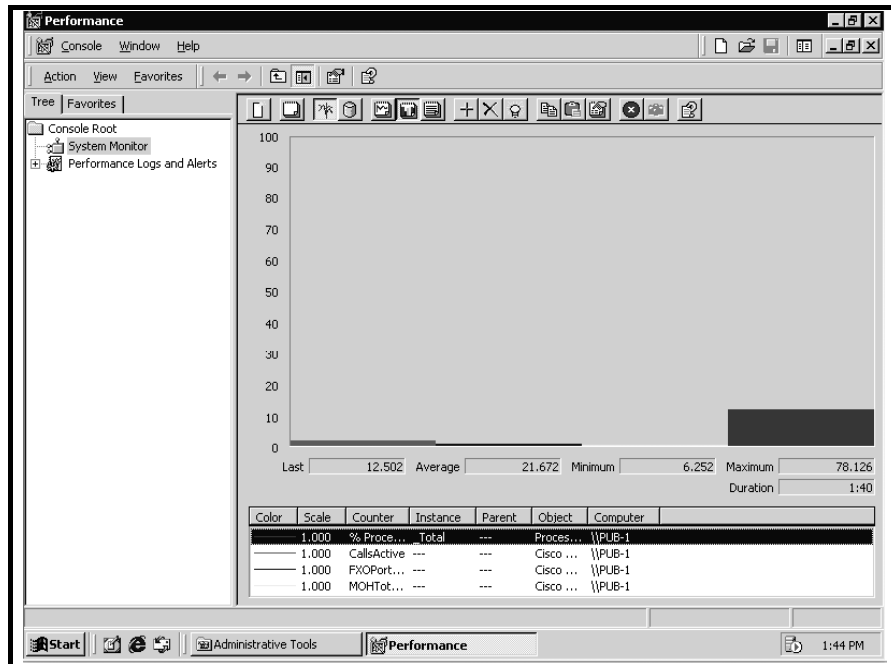 Performance
Console Window Help
Action View Favorites
Tree Favorites
Console Root
System Monitor
Performance Logs and Alerts
100
90
80
70
60
50
40
30
20
10
0
Last 12.502 Average 21.672 Minimum 6.252 Maximum 78.126
Duration 1:40
Color Scale Counter Instance Parent Object Computer
1.000 % Proce... _Total --- Proces... \\PUB-1
1.000 CallsActive --- --- Cisco ... \\PUB-1
1.000 FXOPort... --- --- Cisco ... \\PUB-1
1.000 MOHTot... --- --- Cisco ... \\PUB-1
Start Administrative Tools Performance 1:44 PM